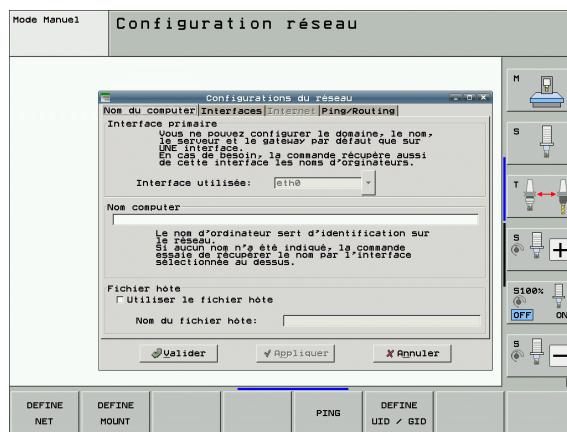 Mode Manuel
Configuration réseau
Configurations du réseau
Nom du computer Interfaces Internet Ping/Routing
Interface primaire
Vous ne pouvez configurer le domaine, le nom,
le serveur et le gateway par défaut que sur
UNE interface.
En cas de besoin, la commande récupère aussi
de cette interface les noms d'orginateurs.
Interface utilisée: eth0
Nom computer
Le nom d'ordinateur sert d'identification sur
le réseau.
Si aucun nom n'a été indiqué, la commande
essaie de récupérer le nom par l'interface
sélectionnée au dessus.
Fichier hôte
Utiliser le fichier hôte
Nom du fichier hôte:
Valider Appliquer Annuler
M
S
T
S
S100%
OFF ON
S
DEFINE NET
DEFINE MOUNT
PING
DEFINE UID / GID